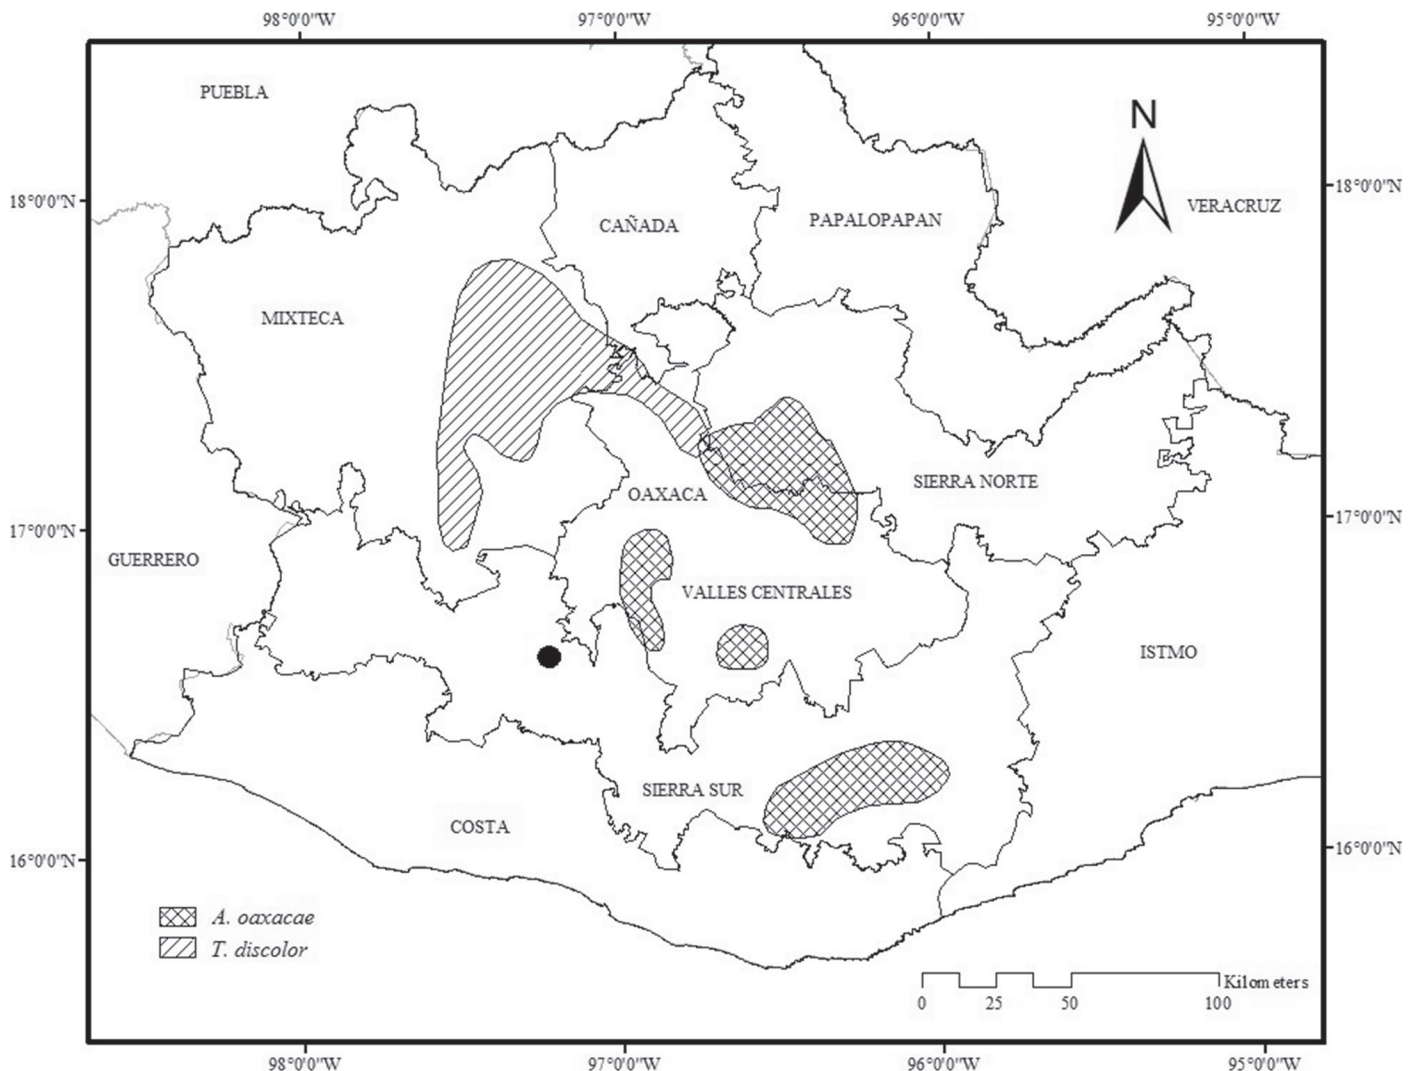 98°0'0"W 97°0'0"W 96°0'0"W 95°0'0"W
PUEBLA
N
18°0'0"N 18°0'0"N
VERACRUZ
CAÑADA
PAPALOPAPAN
MIXTECA
SIERRA NORTE
OAXACA
17°0'0"N 17°0'0"N
GUERRERO
VALLES CENTRALES
ISTMO
SIERRA SUR
COSTA
16°0'0"N 16°0'0"N
A. oaxacae
T. discolor
Kilometers
0 25 50 100
98°0'0"W 97°0'0"W 96°0'0"W 95°0'0"W